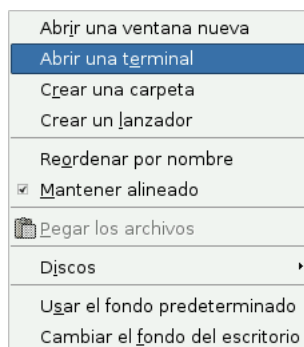 Abrir una ventana nueva
Abrir una terminal
Crear una carpeta
Crear un lanzador
Reordenar por nombre
Mantener alineado
Pegar los archivos
Discos
Usar el fondo predeterminado
Cambiar el fondo del escritorio